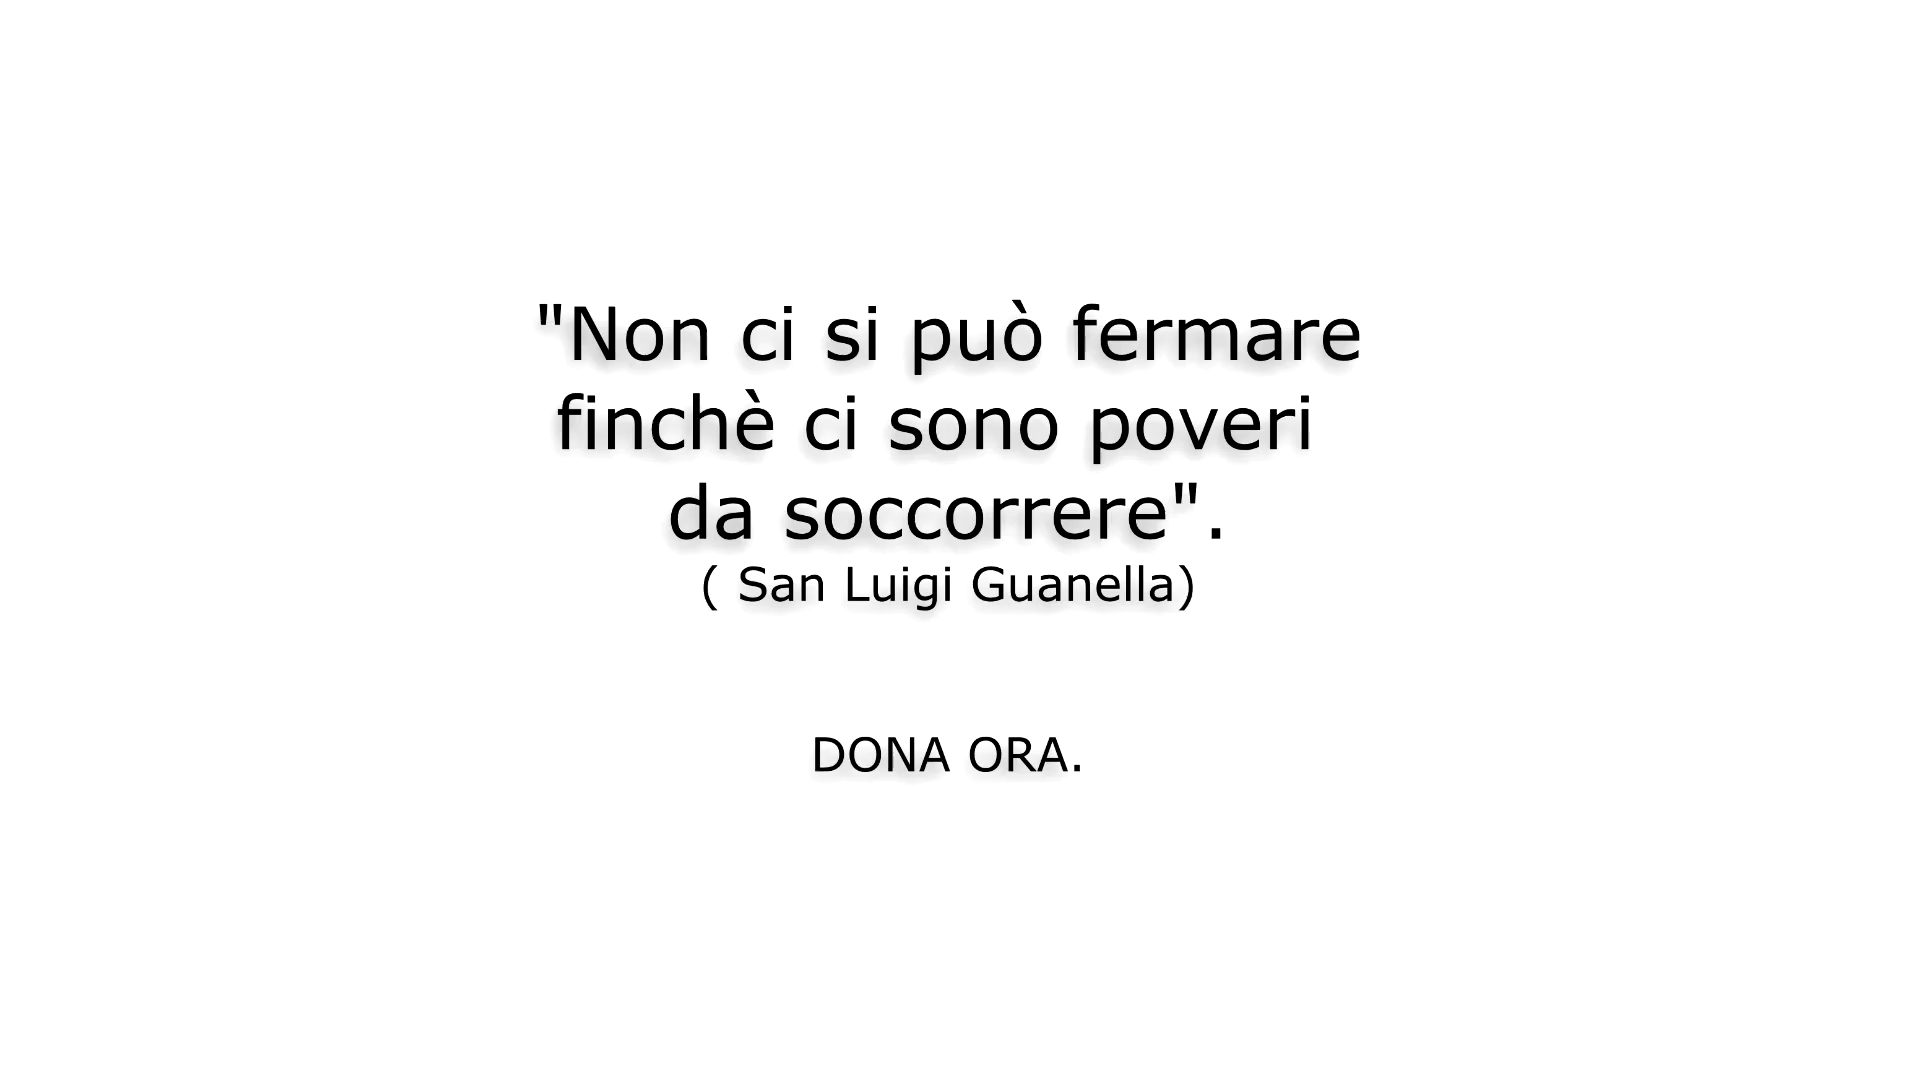 "Non ci si può fermare
finchè ci sono poveri
da soccorrere".
( San Luigi Guanella)
DONA ORA.